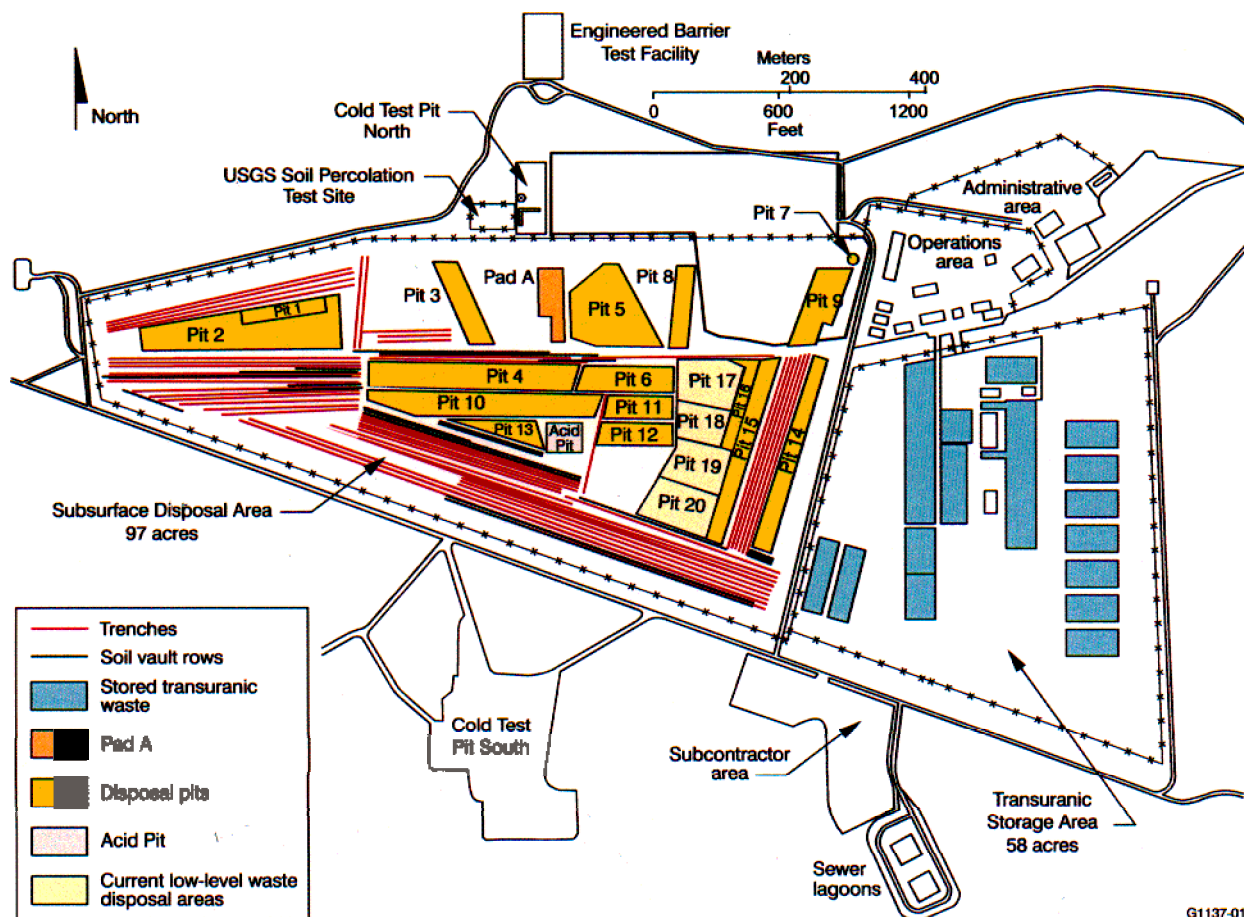 Engineered Barrier
Test Facility
Meters
200 400
0 600 1200
Feet
North
Cold Test Pit
North
USGS Soil Percolation
Test Site
Administrative
area
Pit 7
Operations
area
Pit 3
Pad A
Pit 5
Pit 8
Pit 9
Pit 1
Pit 2
Pit 4
Pit 6
Pit 17
Pit 16
Pit 10
Pit 11
Pit 18
Pit 15
Pit 14
Pit 13
Acid
Pit
Pit 12
Pit 19
Pit 20
Subsurface Disposal Area
97 acres
Trenches
Soil vault rows
Stored transuranic
waste
Pad A
Disposal pits
Acid Pit
Current low-level waste
disposal areas
Cold Test
Pit South
Subcontractor
area
Transuranic
Storage Area
58 acres
Sewer
lagoons
G1137-01